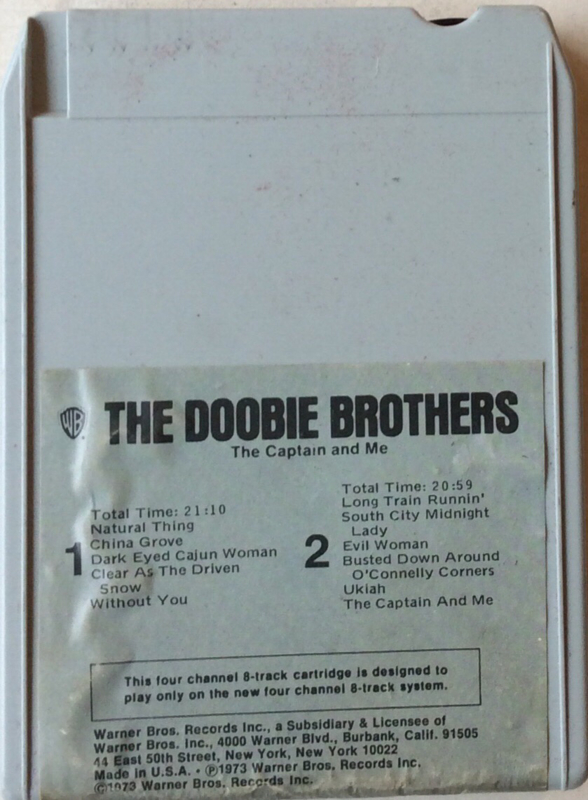 WB
THE DOOBIE BROTHERS
The Captain and Me
1
Total Time: 21:10
Natural Thing
China Grove
Dark Eyed Cajun Woman
Clear As The Driven
Snow
Without You
2
Total Time: 20:59
Long Train Runnin'
South City Midnight
Lady
Evil Woman
Busted Down Around
O'Connelly Corners
Ukiah
The Captain And Me
This four channel 8-track cartridge is designed to
play only on the new four channel 8-track system.
Warner Bros. Records Inc., a Subsidiary & Licensee of
Warner Bros. Inc., 4000 Warner Blvd., Burbank, Calif. 91505
44 East 50th Street, New York, New York 10022
Made in U.S.A. • ℗1973 Warner Bros. Records Inc.
©1973 Warner Bros. Records Inc.